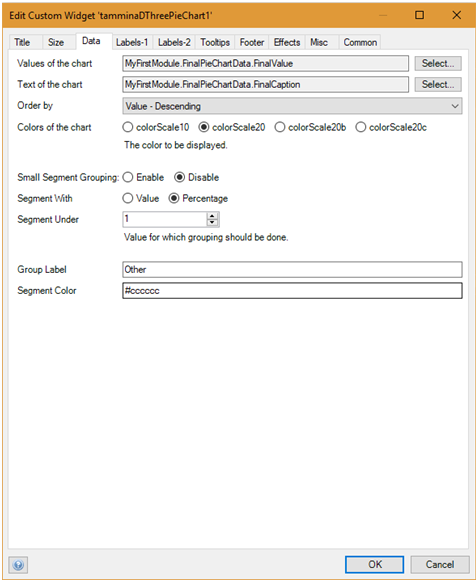 Edit Custom Widget 'tamminaDThreePieChart1'
Title Size Data Labels-1 Labels-2 Tooltips Footer Effects Misc Common
Values of the chart MyFirstModule.FinalPieChartData.FinalValue Select...
Text of the chart MyFirstModule.FinalPieChartData.FinalCaption Select...
Order by Value - Descending
Colors of the chart colorScale10 colorScale20 colorScale20b colorScale20c
The color to be displayed.
Small Segment Grouping: Enable Disable
Segment With Value Percentage
Segment Under 1
Value for which grouping should be done.
Group Label Other
Segment Color #cccccc
? OK Cancel